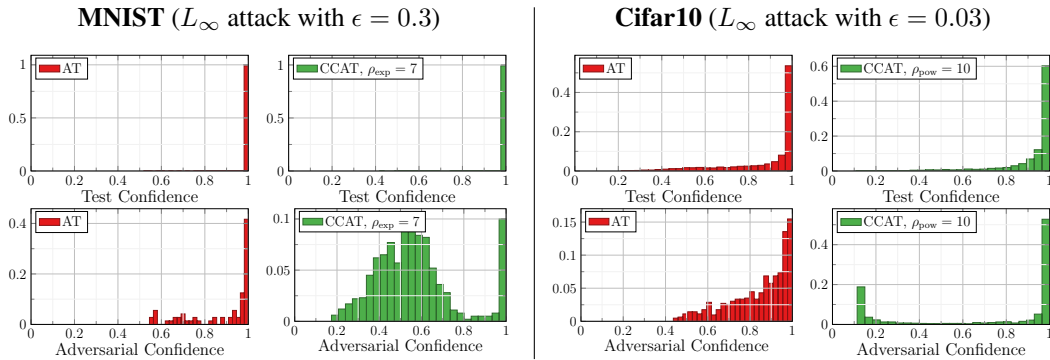 MNIST (L∞ attack with ϵ = 0.3)
Cifar10 (L∞ attack with ϵ = 0.03)
AT
1
0.5
0
0 0.2 0.4 0.6 0.8 1
Test Confidence
CCAT, ρexp = 7
1
0.5
0
0 0.2 0.4 0.6 0.8 1
Test Confidence
AT
0.4
0.2
0
0 0.2 0.4 0.6 0.8 1
Test Confidence
CCAT, ρpow = 10
0.6
0.4
0.2
0
0 0.2 0.4 0.6 0.8 1
Test Confidence
AT
0.4
0.2
0
0 0.2 0.4 0.6 0.8 1
Adversarial Confidence
CCAT, ρexp = 7
0.1
0.05
0
0 0.2 0.4 0.6 0.8 1
Adversarial Confidence
AT
0.15
0.1
0.05
0
0 0.2 0.4 0.6 0.8 1
Adversarial Confidence
CCAT, ρpow = 10
0.4
0.2
0
0 0.2 0.4 0.6 0.8 1
Adversarial Confidence